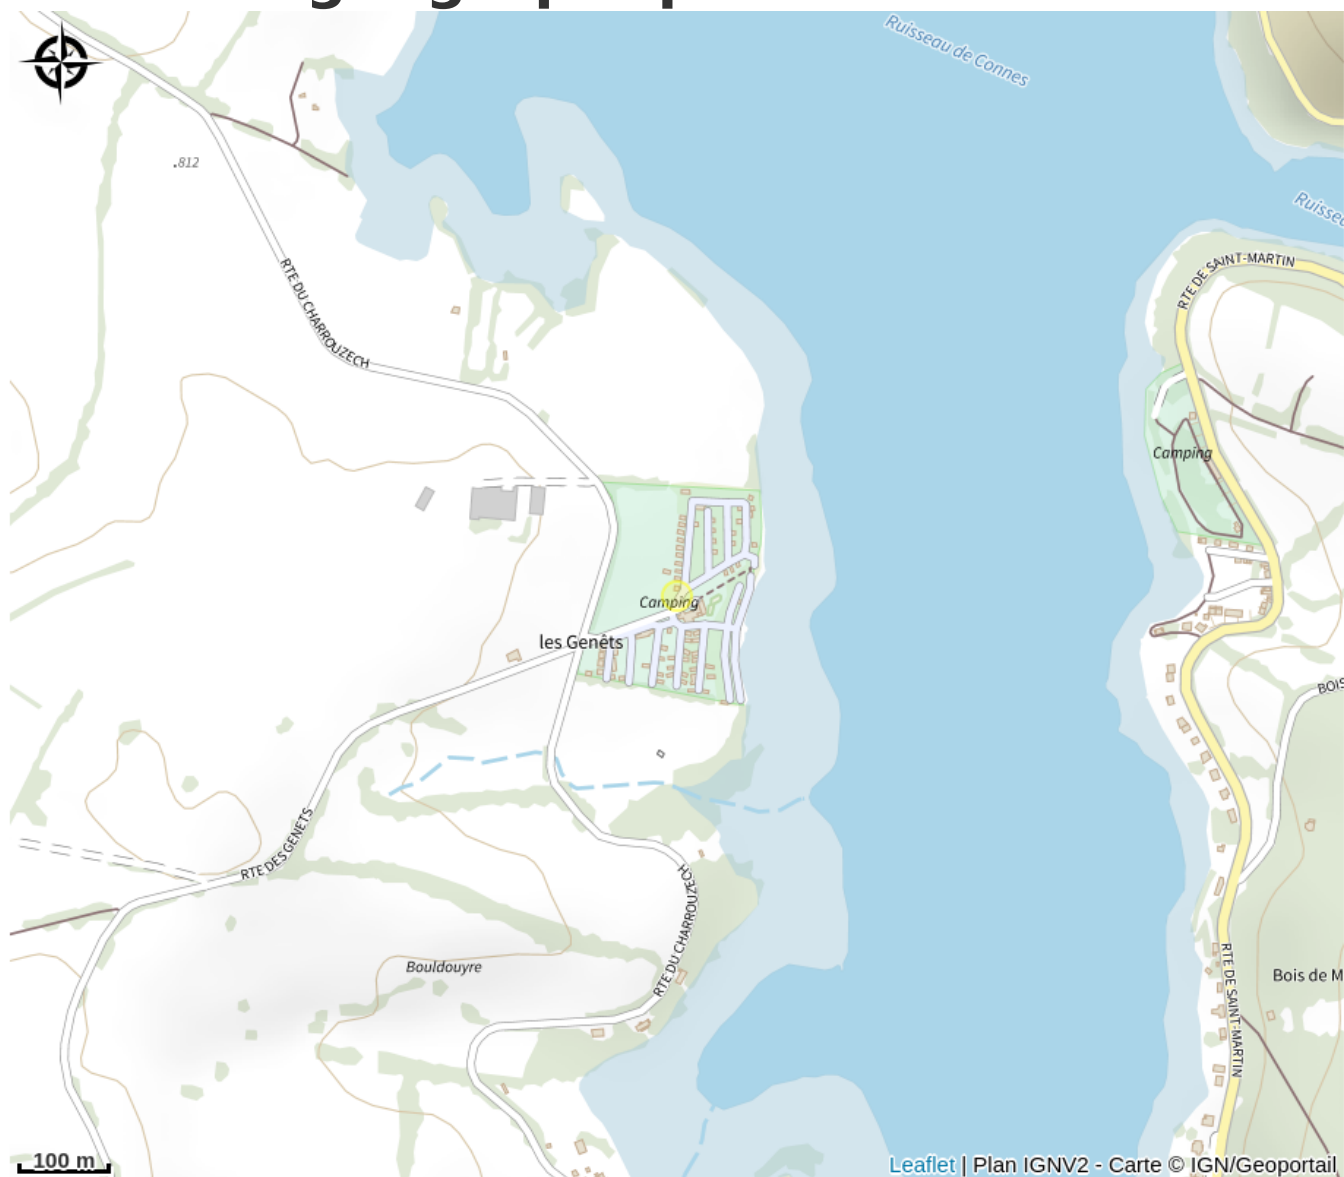 Ruisseau de Connes
.812
Ruissea
RTE DE SAINT-MARTIN
RTE DU CHARROUZECH
Camping
Camping
les Genêts
BOIS
RTE DES GENETS
RTE DU CHARROUZECH
Bouldouyre
RTE DE SAINT-MARTIN
Bois de M
100 m
Leaflet | Plan IGNV2 - Carte © IGN/Geoportail